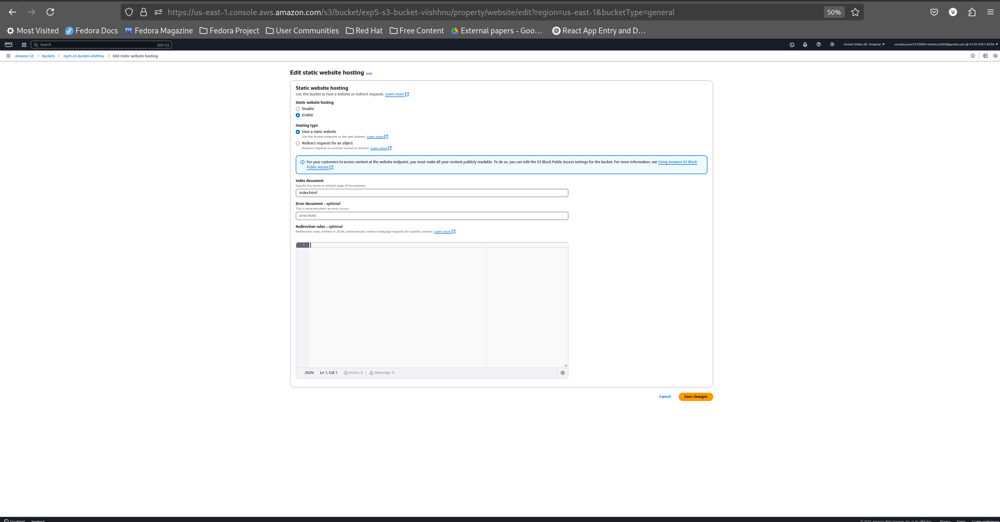 https://us-east-1.console.aws.amazon.com/s3/bucket/exp5-s3-bucket-viishhnu/property/website/edit?region=us-east-1&bucketType=general
50%
V
Most Visited
Fedora Docs
FM Fedora Magazine
Fedora Project
User Communities
Red Hat
Free Content
External papers - Goo…
React App Entry and D…
aws
Search
[Alt+S]
United States (N. Virginia)
voclabs/user3723836=viishhnu2005@gmail.com @ 0123-3431-8258
Amazon S3
Buckets
exp5-s3-bucket-viishhnu
Edit static website hosting
Edit static website hosting Info
Static website hosting
Use this bucket to host a website or redirect requests. Learn more
Static website hosting
Disable
Enable
Hosting type
Host a static website
Use the bucket endpoint as the web address. Learn more
Redirect requests for an object
Redirect requests to another bucket or domain. Learn more
For your customers to access content at the website endpoint, you must make all your content publicly readable. To do so, you can edit the S3 Block Public Access settings for the bucket. For more information, see Using Amazon S3 Block
Public Access
Index document
Specify the home or default page of the website.
index.html
Error document - optional
This is returned when an error occurs.
error.html
Redirection rules – optional
Redirection rules, written in JSON, automatically redirect webpage requests for specific content. Learn more
1
JSON
Ln 1, Col 1
Errors: 0
Warnings: 0
Cancel
Save changes
CloudShell
Feedback
© 2025, Amazon Web Services, Inc. or its affiliates.
Privacy
Terms
Cookie preferences